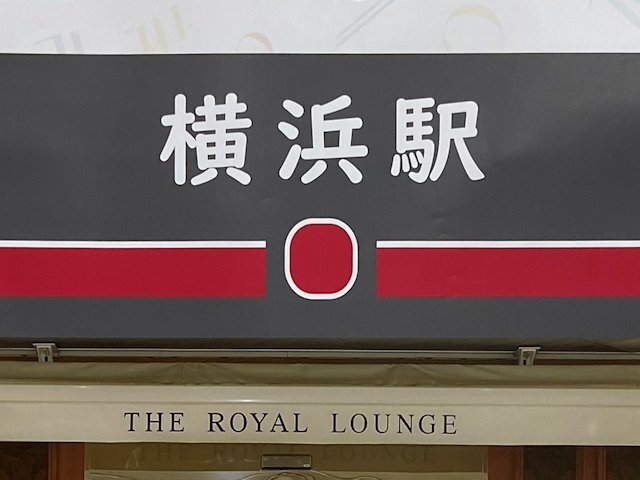 横浜駅
THE ROYAL LOUNGE